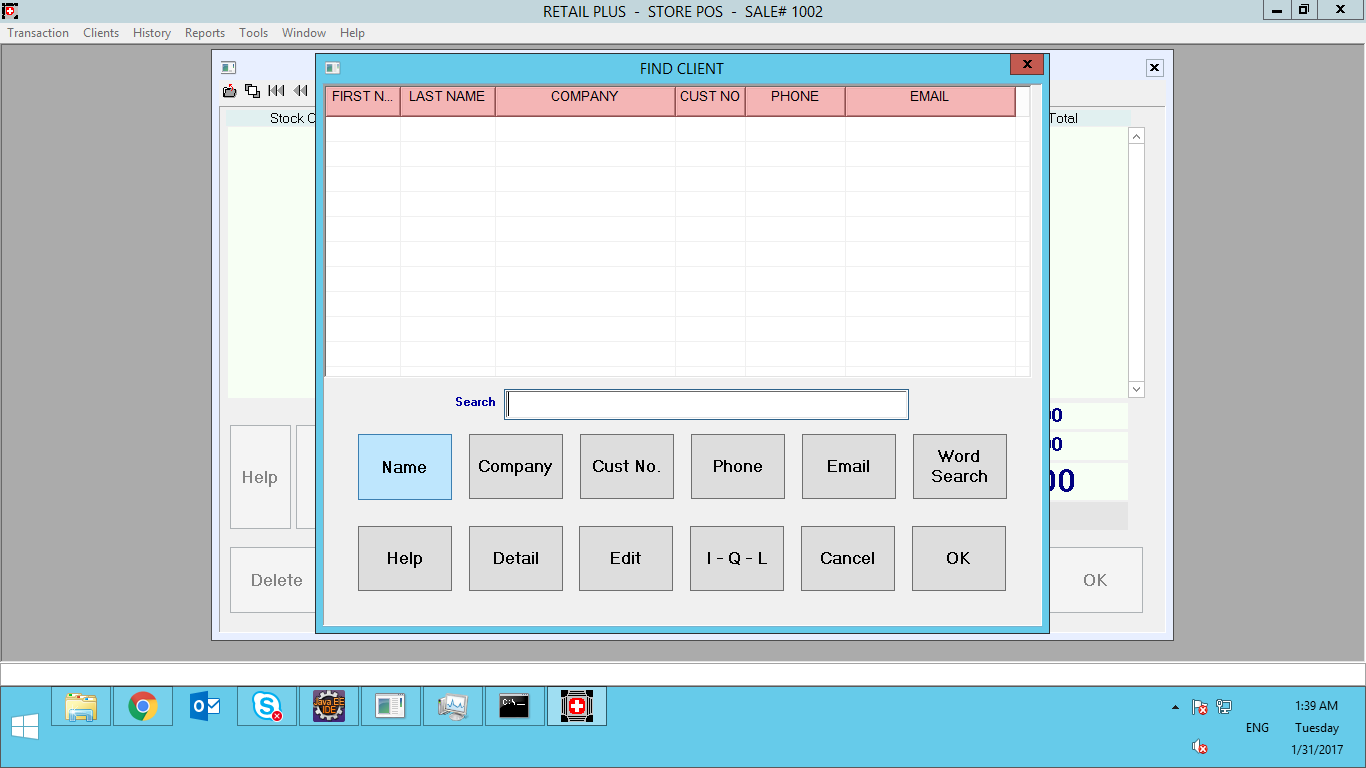 RETAIL PLUS - STORE POS - SALE# 1002
Transaction Clients History Reports Tools Window Help
FIND CLIENT
FIRST N... LAST NAME COMPANY CUST NO PHONE EMAIL
Stock C
Total
Search
00
00
00
Name Company Cust No. Phone Email Word Search
Help
Help Detail Edit I - Q - L Cancel OK
Delete
OK
C:\
Java EE IDE
1:39 AM
ENG Tuesday
1/31/2017